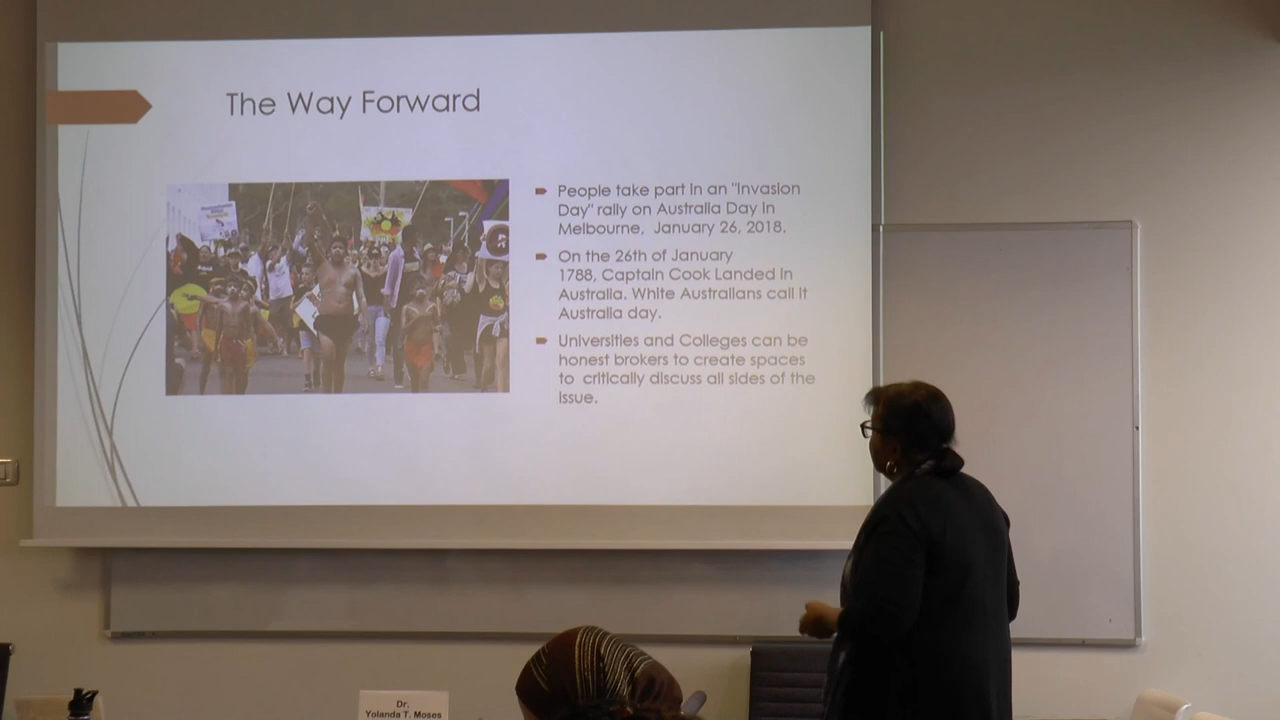 The Way Forward
People take part in an "Invasion
Day" rally on Australia Day in
Melbourne, January 26, 2018.
On the 26th of January
1788, Captain Cook Landed in
Australia. White Australians call it
Australia day.
Universities and Colleges can be
honest brokers to create spaces
to critically discuss all sides of the
issue.
Dr.
Yolanda T. Moses